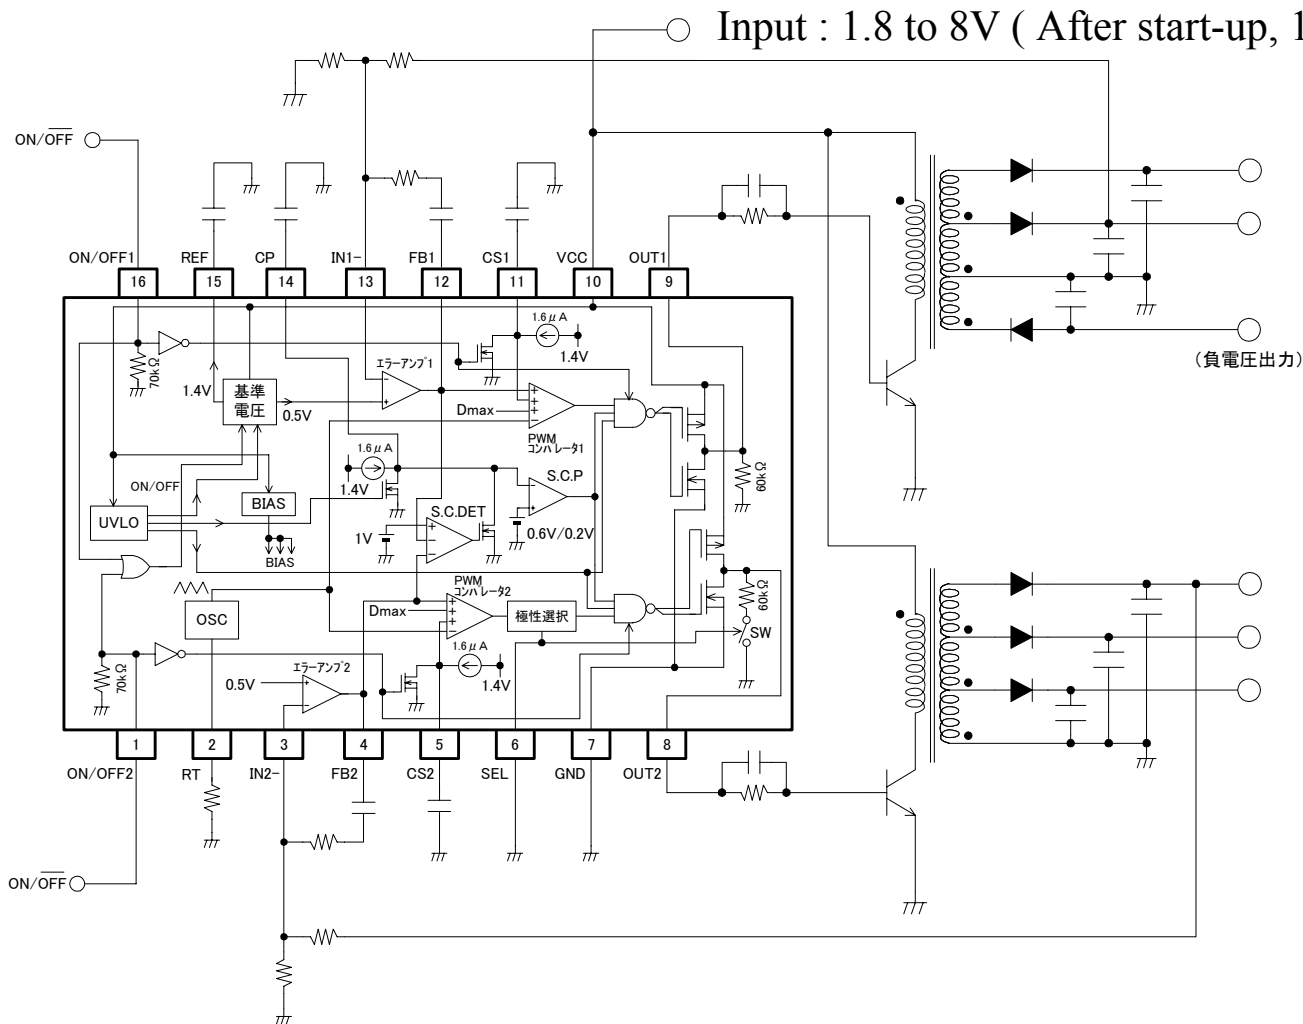 Input : 1.8 to 8V ( After start-up, 1
ON/OFF
ON/OFF1
REF
CP
IN1-
FB1
CS1
VCC
OUT1
16
15
14
13
12
11
10
9
1.6μA
1.4V
70kΩ
エラーアンプ1
1.4V
基準
電圧
0.5V
Dmax
PWM
コンパレータ1
1.6μA
1.4V
ON/OFF
S.C.P
60kΩ
UVLO
BIAS
S.C.DET
1V
0.6V/0.2V
BIAS
PWM
コンパレータ2
OSC
Dmax
極性選択
60kΩ
SW
1.6μA
1.4V
70kΩ
エラーアンプ2
0.5V
1
2
3
4
5
6
7
8
ON/OFF2
RT
IN2-
FB2
CS2
SEL
GND
OUT2
ON/OFF
(負電圧出力)